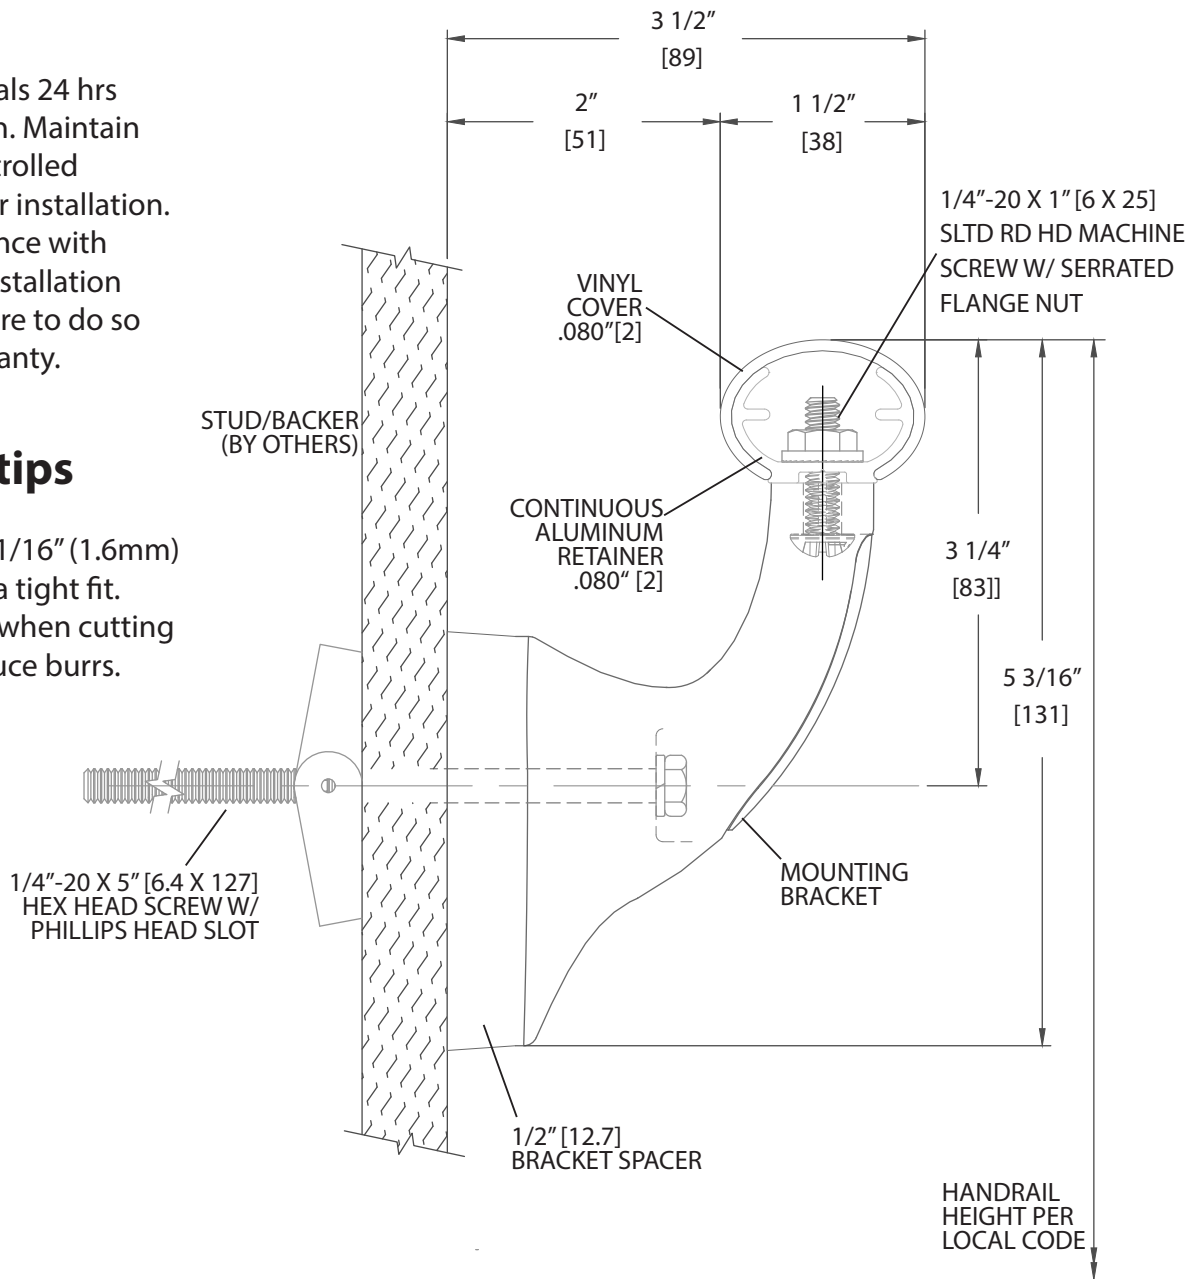 als 24 hrs
n. Maintain
trolled
r installation.
nce with
stallation
re to do so
anty.
tips
1/16” (1.6mm)
a tight fit.
when cutting
uce burrs.
3 1/2”
[89]
2”
[51]
1 1/2”
[38]
1/4”-20 X 1” [6 X 25]
SLTD RD HD MACHINE
SCREW W/ SERRATED
FLANGE NUT
VINYL
COVER
.080”[2]
STUD/BACKER
(BY OTHERS)
CONTINUOUS
ALUMINUM
RETAINER
.080“ [2]
3 1/4”
[83]]
5 3/16”
[131]
1/4”-20 X 5” [6.4 X 127]
HEX HEAD SCREW W/
PHILLIPS HEAD SLOT
MOUNTING
BRACKET
1/2” [12.7]
BRACKET SPACER
HANDRAIL
HEIGHT PER
LOCAL CODE